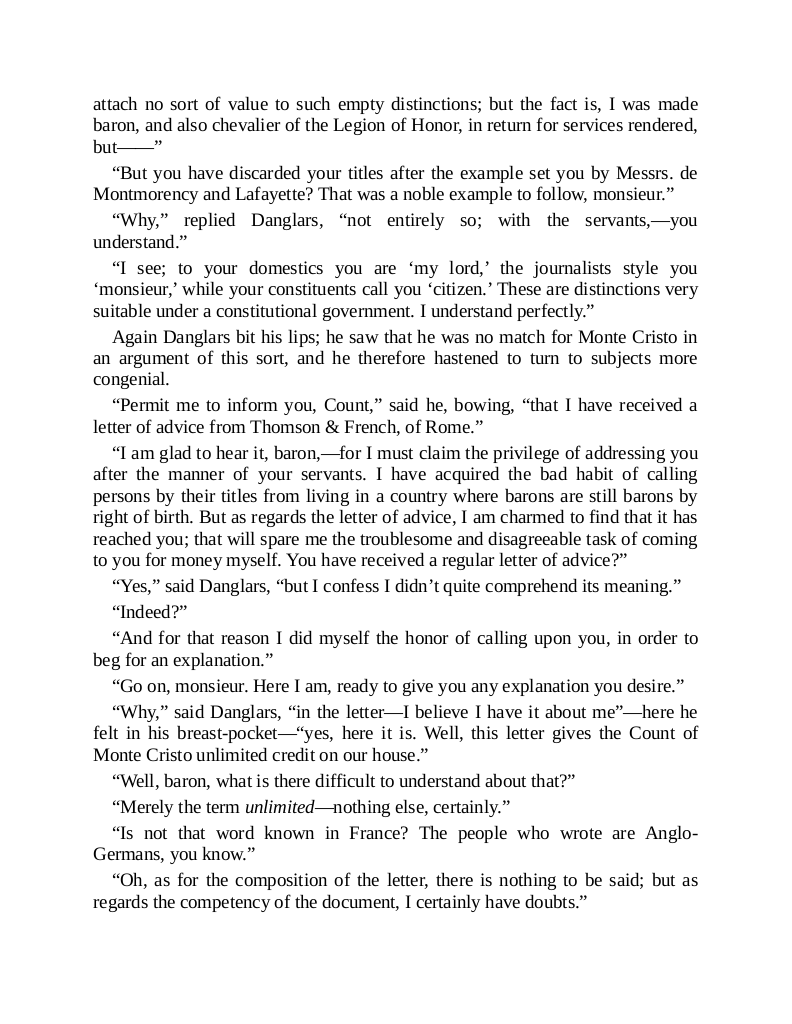 attach no sort of value to such empty distinctions; but the fact is, I was made
baron, and also chevalier of the Legion of Honor, in return for services rendered,
but——”
“But you have discarded your titles after the example set you by Messrs. de
Montmorency and Lafayette? That was a noble example to follow, monsieur.”
“Why,” replied Danglars, “not entirely so; with the servants,—you
understand.”
“I see; to your domestics you are ‘my lord,’ the journalists style you
‘monsieur,’ while your constituents call you ‘citizen.’ These are distinctions very
suitable under a constitutional government. I understand perfectly.”
Again Danglars bit his lips; he saw that he was no match for Monte Cristo in
an argument of this sort, and he therefore hastened to turn to subjects more
congenial.
“Permit me to inform you, Count,” said he, bowing, “that I have received a
letter of advice from Thomson & French, of Rome.”
“I am glad to hear it, baron,—for I must claim the privilege of addressing you
after the manner of your servants. I have acquired the bad habit of calling
persons by their titles from living in a country where barons are still barons by
right of birth. But as regards the letter of advice, I am charmed to find that it has
reached you; that will spare me the troublesome and disagreeable task of coming
to you for money myself. You have received a regular letter of advice?”
“Yes,” said Danglars, “but I confess I didn’t quite comprehend its meaning.”
“Indeed?”
“And for that reason I did myself the honor of calling upon you, in order to
beg for an explanation.”
“Go on, monsieur. Here I am, ready to give you any explanation you desire.”
“Why,” said Danglars, “in the letter—I believe I have it about me”—here he
felt in his breast-pocket—“yes, here it is. Well, this letter gives the Count of
Monte Cristo unlimited credit on our house.”
“Well, baron, what is there difficult to understand about that?”
“Merely the term unlimited—nothing else, certainly.”
“Is not that word known in France? The people who wrote are Anglo-
Germans, you know.”
“Oh, as for the composition of the letter, there is nothing to be said; but as
regards the competency of the document, I certainly have doubts.”